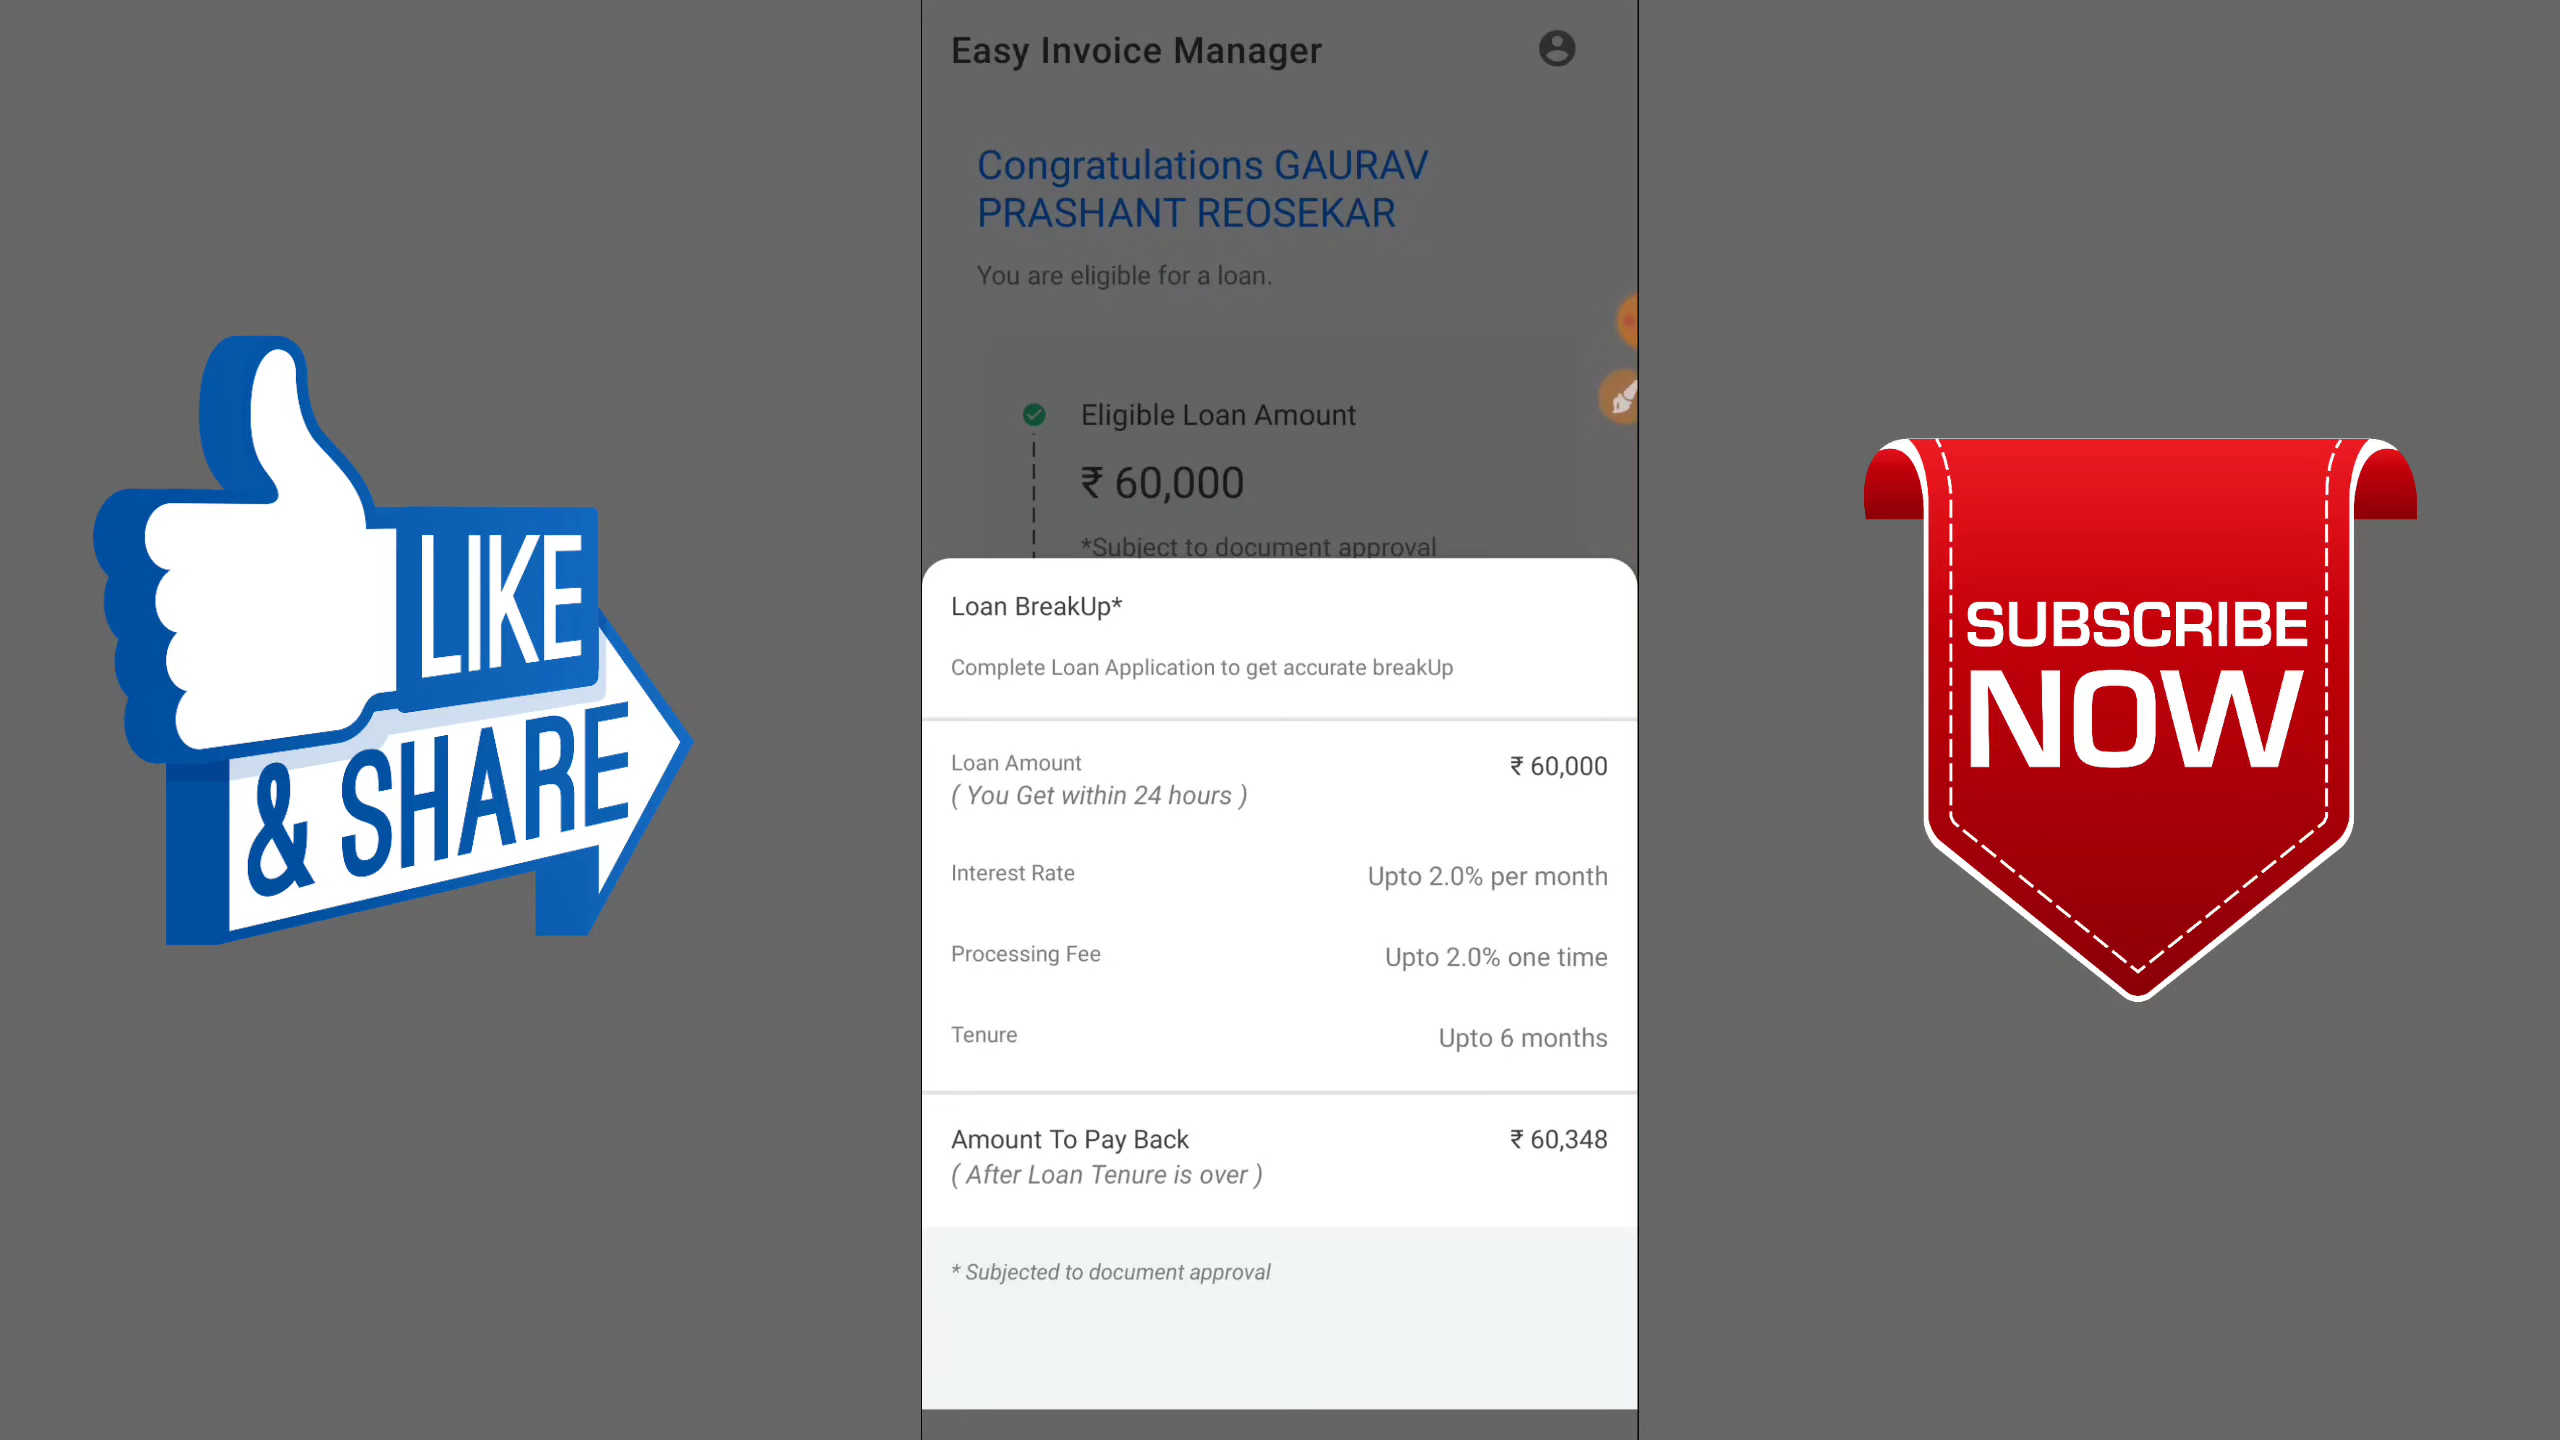 Easy Invoice Manager
Congratulations GAURAV
PRASHANT REOSEKAR
You are eligible for a loan.
Eligible Loan Amount
₹ 60,000
*Subject to document approval
Loan BreakUp*
Complete Loan Application to get accurate breakUp
Loan Amount ₹ 60,000
( You Get within 24 hours )
Interest Rate Upto 2.0% per month
Processing Fee Upto 2.0% one time
Tenure Upto 6 months
Amount To Pay Back ₹ 60,348
( After Loan Tenure is over )
* Subjected to document approval
LIKE
& SHARE
SUBSCRIBE
NOW